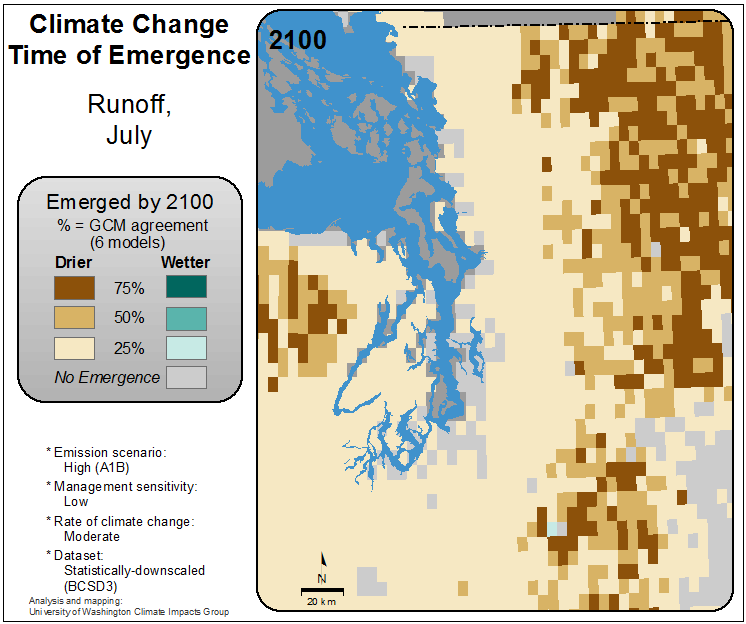 Climate Change
Time of Emergence
Runoff,
July
Emerged by 2100
% = GCM agreement
(6 models)
Drier Wetter
75%
50%
25%
No Emergence
* Emission scenario:
High (A1B)
* Management sensitivity:
Low
* Rate of climate change:
Moderate
* Dataset:
Statistically-downscaled
(BCSD3)
Analysis and mapping:
University of Washington Climate Impacts Group
2100
N
20 km